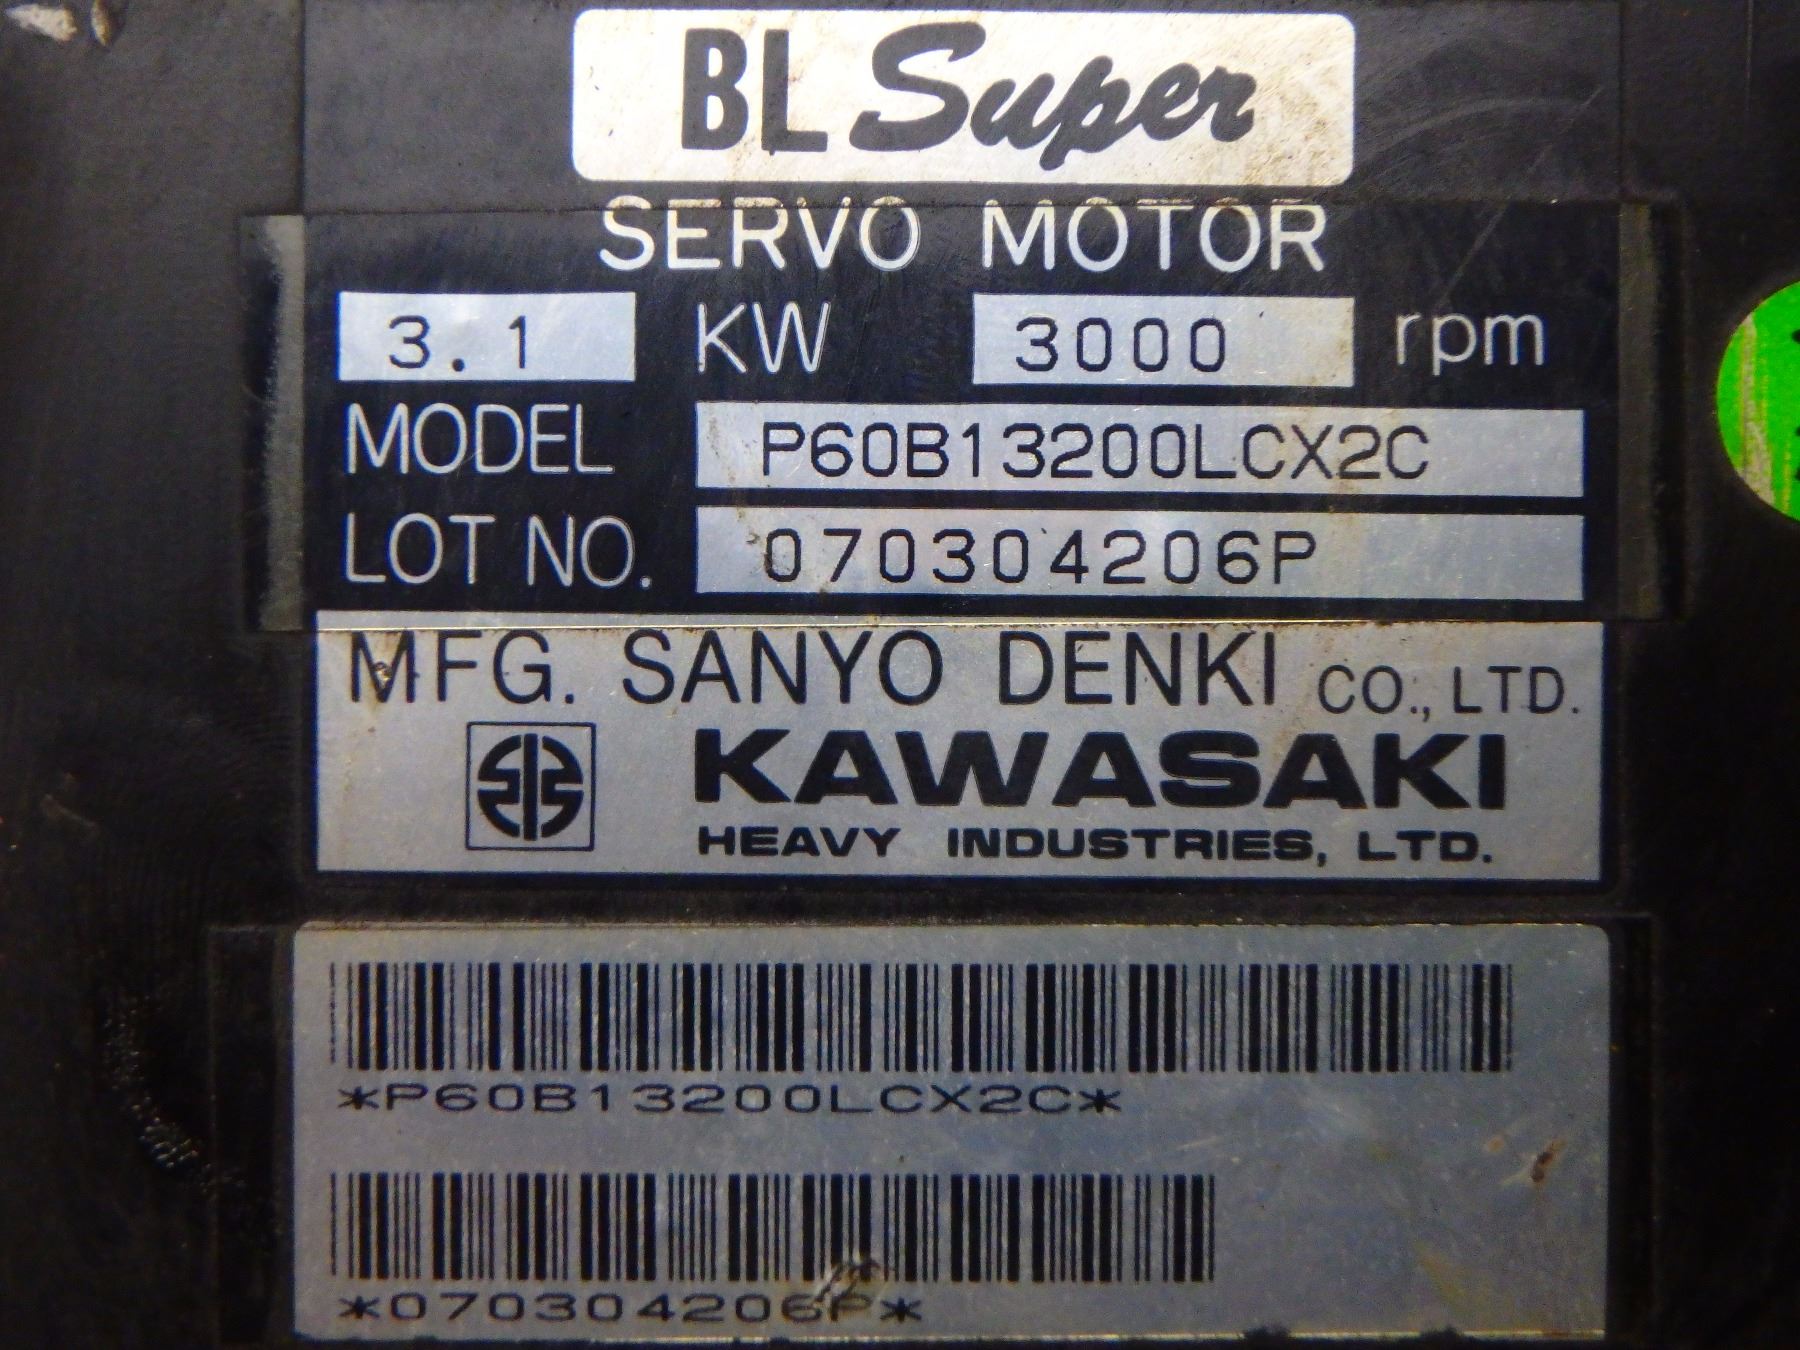 BL Super
SERVO MOTOR
3.1 KW 3000 rpm
MODEL P60B13200LCX2C
LOT NO. 070304206P
MFG. SANYO DENKI CO., LTD.
KAWASAKI
HEAVY INDUSTRIES, LTD.
*P60B13200LCX2C*
*070304206P*